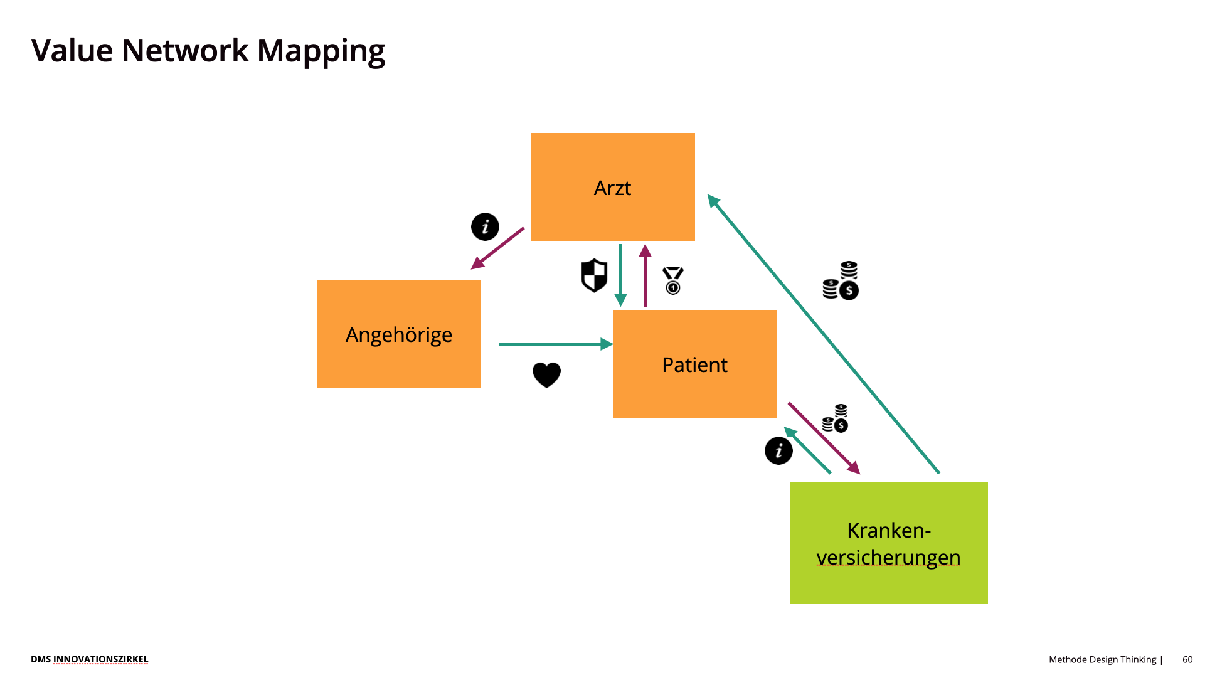 Value Network Mapping
Arzt
Angehörige
Patient
Kranken-
versicherungen
DMS INNOVATIONSZIRKEL
Methode Design Thinking |
60